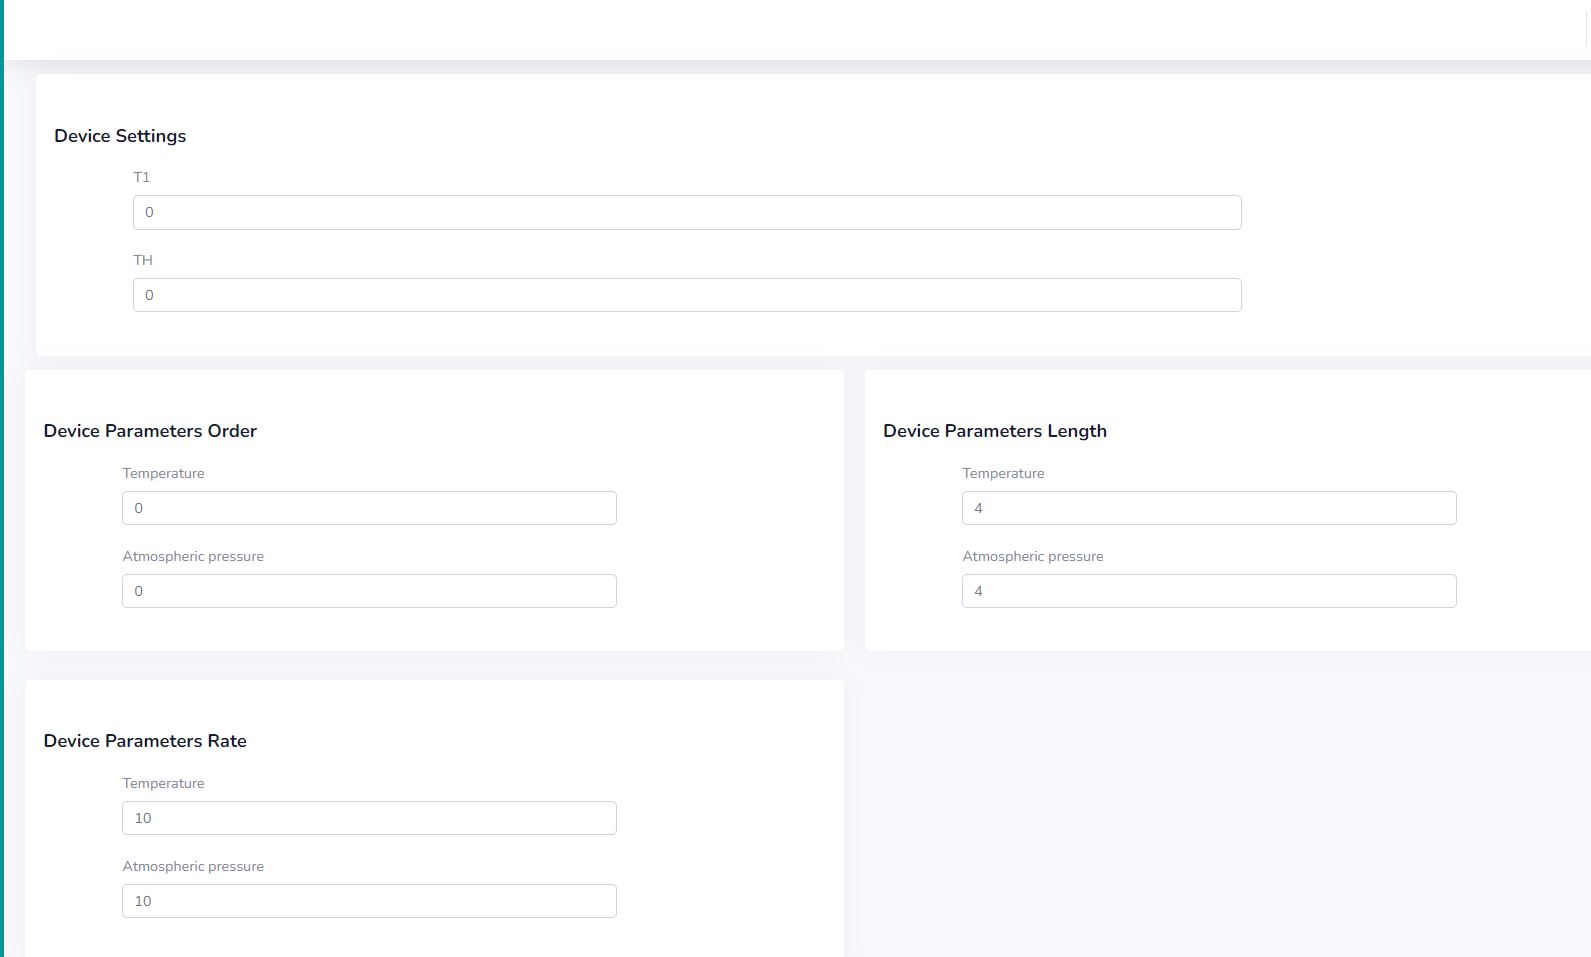 Device Settings
T1
0
TH
0
Device Parameters Order
Temperature
0
Atmospheric pressure
0
Device Parameters Length
Temperature
4
Atmospheric pressure
4
Device Parameters Rate
Temperature
10
Atmospheric pressure
10